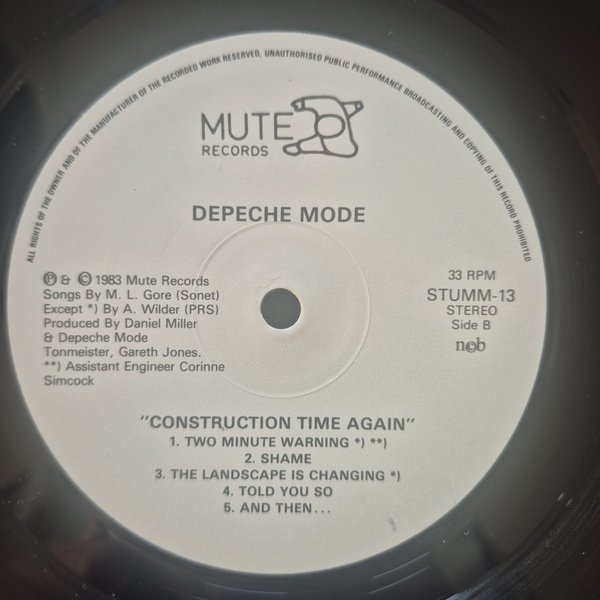 ALL RIGHTS OF THE OWNER AND OF THE MANUFACTURER OF THE RECORDED WORK RESERVED, UNAUTHORISED PUBLIC PERFORMANCE BROADCASTING AND COPYING OF THIS RECORD PROHIBITED
MUTE
RECORDS
DEPECHE MODE
℗ & © 1983 Mute Records
Songs By M. L. Gore (Sonet)
Except *) By A. Wilder (PRS)
Produced By Daniel Miller
& Depeche Mode
Tonmeister, Gareth Jones.
**) Assistant Engineer Corinne
Simcock
33 RPM
STUMM-13
STEREO
Side B
n©b
"CONSTRUCTION TIME AGAIN"
1. TWO MINUTE WARNING *) **)
2. SHAME
3. THE LANDSCAPE IS CHANGING *)
4. TOLD YOU SO
5. AND THEN...